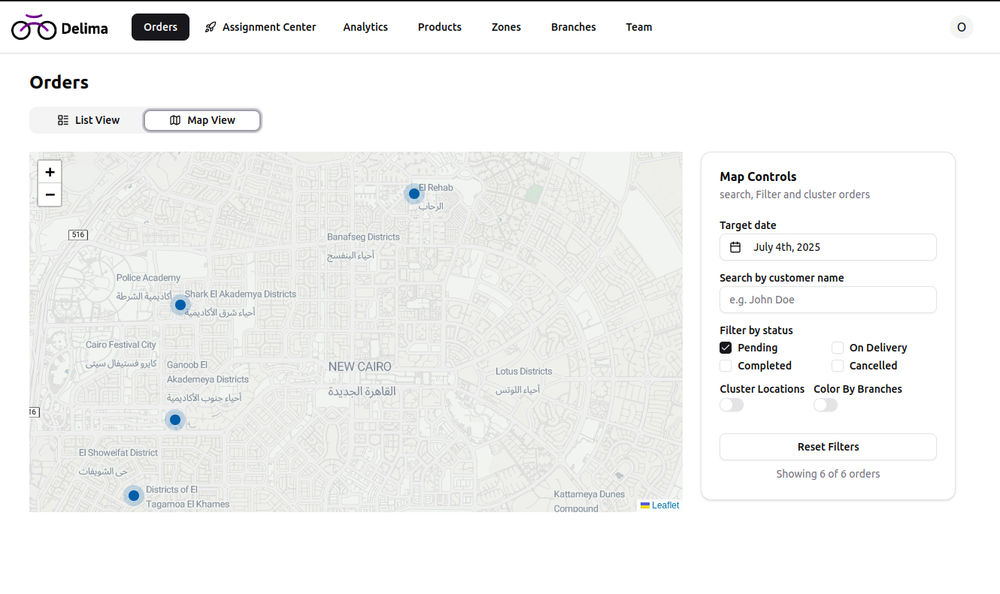 Delima
Orders
Assignment Center
Analytics
Products
Zones
Branches
Team
O
Orders
List View
Map View
+
−
El Rehab
الرحاب
516
Banafseg Districts
أحياء البنفسج
Police Academy
أكاديمية الشرطة
Shark El Akademya Districts
أحياء شرق الأكاديمية
Cairo Festival City
كايرو فستيفال سيتى
Ganoob El
Akademeya Districts
أحياء جنوب الأكاديمية
NEW CAIRO
القاهرة الجديدة
Lotus Districts
أحياء اللوتس
16
El Showeifat District
حى الشويفات
Districts of El
Tagamoa El Khames
Kattameya Dunes
Compound
Leaflet
Map Controls
search, Filter and cluster orders
Target date
July 4th, 2025
Search by customer name
e.g. John Doe
Filter by status
Pending
On Delivery
Completed
Cancelled
Cluster Locations
Color By Branches
Reset Filters
Showing 6 of 6 orders